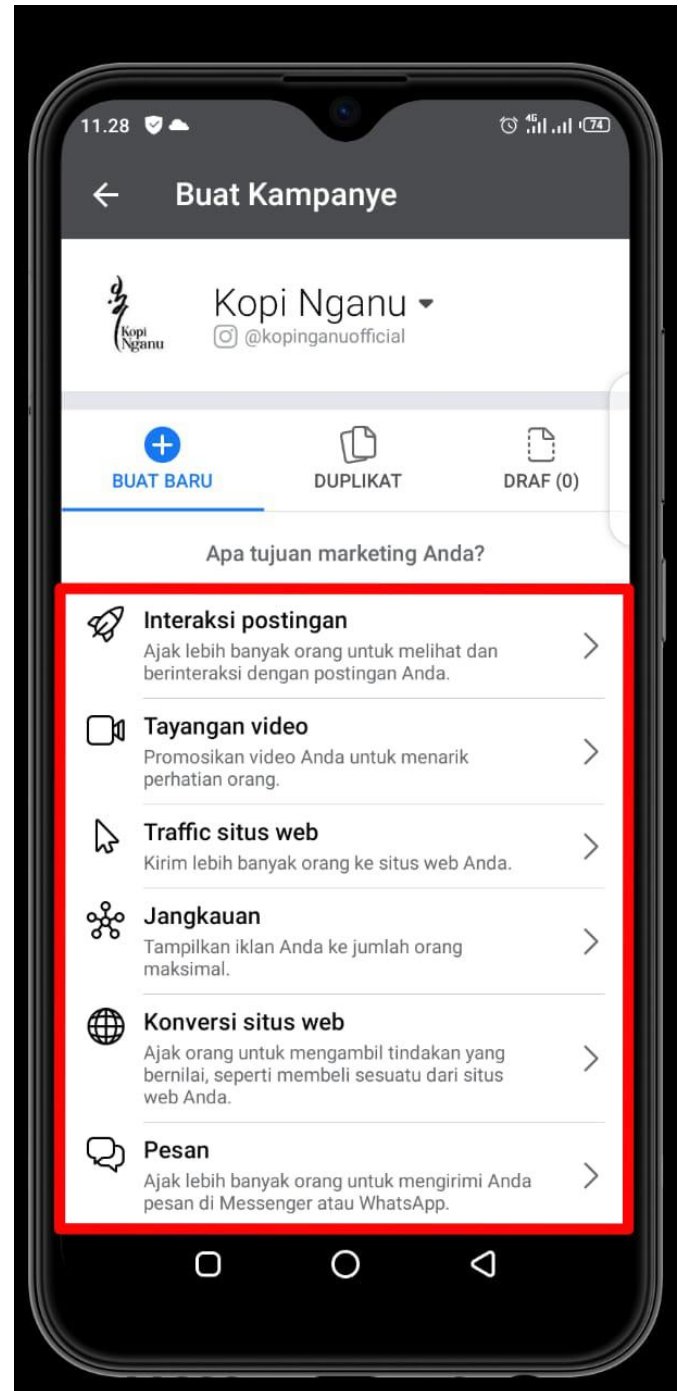 11.28
4G
74
Buat Kampanye
Kopi
Nganu
Kopi Nganu
@kopinganuofficial
BUAT BARU
DUPLIKAT
DRAF (0)
Apa tujuan marketing Anda?
Interaksi postingan
Ajak lebih banyak orang untuk melihat dan
berinteraksi dengan postingan Anda.
Tayangan video
Promosikan video Anda untuk menarik
perhatian orang.
Traffic situs web
Kirim lebih banyak orang ke situs web Anda.
Jangkauan
Tampilkan iklan Anda ke jumlah orang
maksimal.
Konversi situs web
Ajak orang untuk mengambil tindakan yang
bernilai, seperti membeli sesuatu dari situs
web Anda.
Pesan
Ajak lebih banyak orang untuk mengirimi Anda
pesan di Messenger atau WhatsApp.